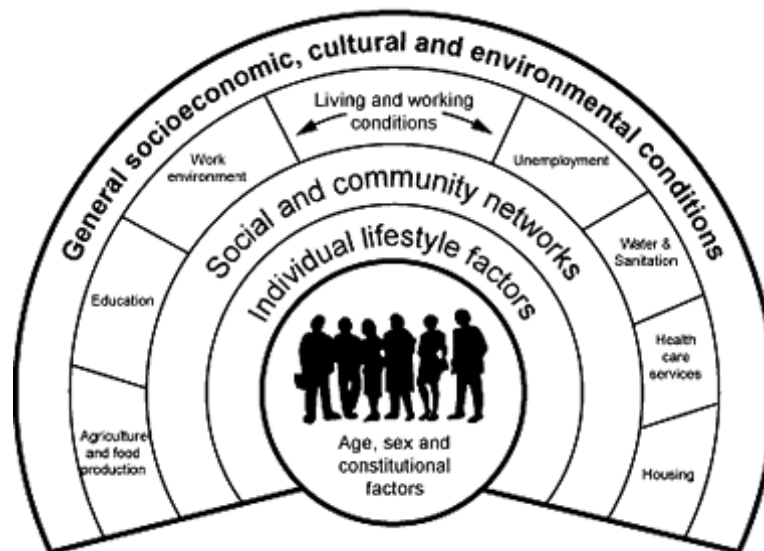 General socioeconomic, cultural and environmental conditions
Living and working
conditions
Work
environment
Unemployment
Education
Water &
Sanitation
Agriculture
and food
production
Health
care
services
Housing
Social and community networks
Individual lifestyle factors
Age, sex and
constitutional
factors